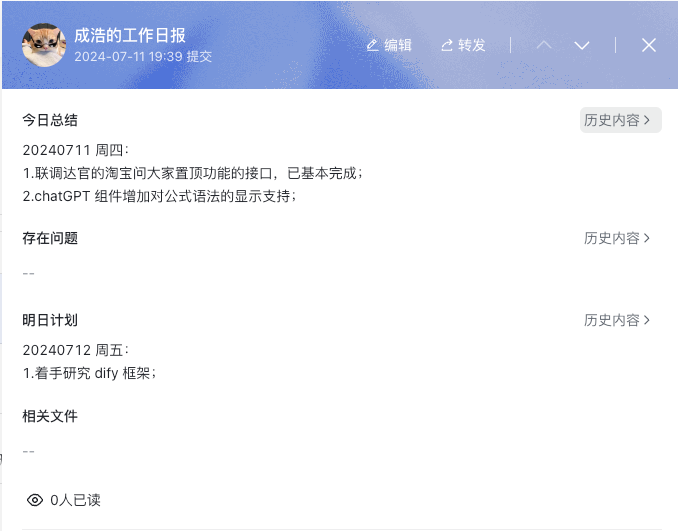 成浩的工作日报
2024-07-11 19:39 提交
编辑 转发
今日总结 历史内容
20240711 周四：
1.联调达官的淘宝问大家置顶功能的接口，已基本完成；
2.chatGPT 组件增加对公式语法的显示支持；
存在问题 历史内容
--
明日计划 历史内容
20240712 周五：
1.着手研究 dify 框架；
相关文件
--
0人已读